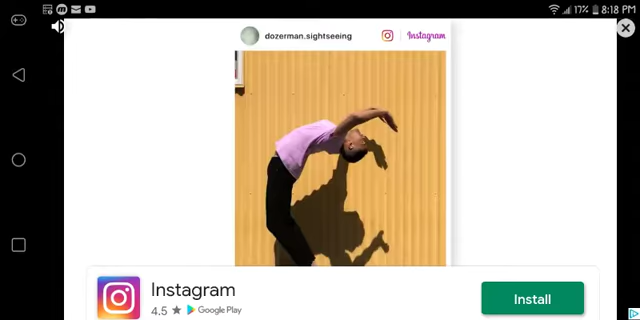 17% 8:18 PM
dozerman.sightseeing
Instagram
Instagram
4.5 ★ Google Play
Install